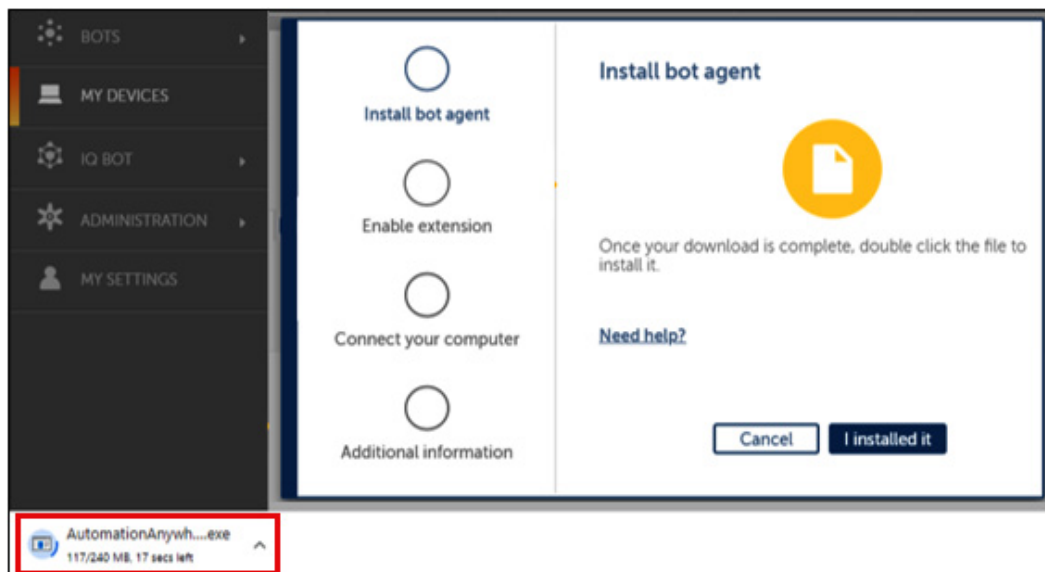 BOTS
MY DEVICES
IQ BOT
ADMINISTRATION
MY SETTINGS
Install bot agent
Enable extension
Connect your computer
Additional information
Install bot agent
Once your download is complete, double click the file to
install it.
Need help?
Cancel
I installed it
AutomationAnywh....exe
117/240 MB, 17 secs left